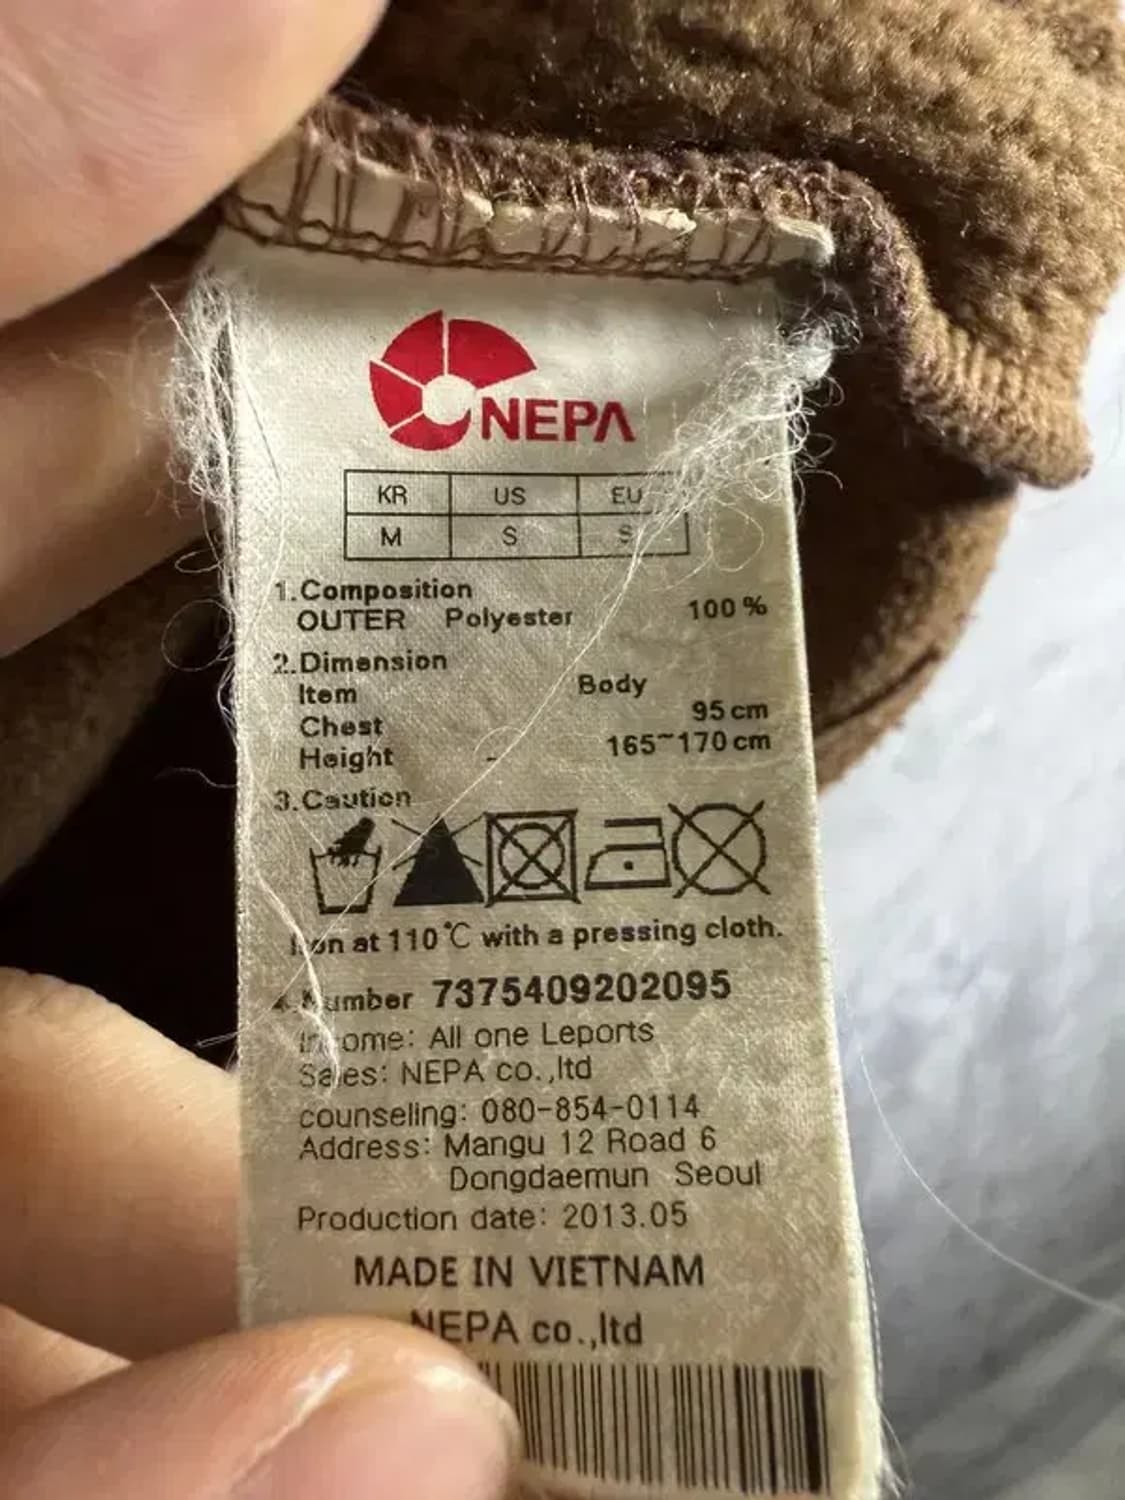 NEPA
KR US EU
M S S
1.Composition
OUTER Polyester 100 %
2.Dimension
Item Body
Chest 95 cm
Height 165~170 cm
3.Caution
Iron at 110℃ with a pressing cloth.
4.Number 7375409202095
Income: All one Leports
Sales: NEPA co.,ltd
counseling: 080-854-0114
Address: Mangu 12 Road 6
Dongdaemun Seoul
Production date: 2013.05
MADE IN VIETNAM
NEPA co.,ltd